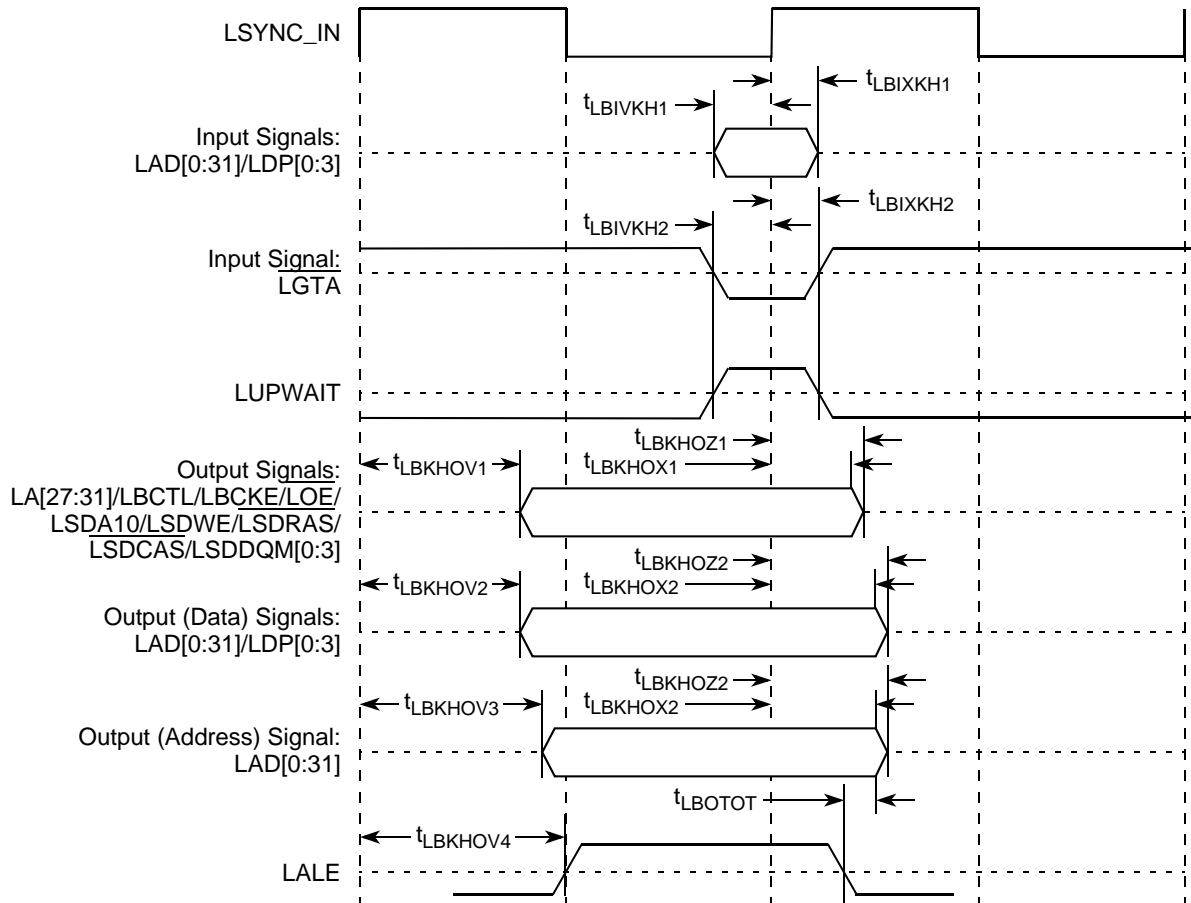 LSYNC_IN
tLBIXKH1
tLBIVKH1
Input Signals:
LAD[0:31]/LDP[0:3]
tLBIXKH2
tLBIVKH2
Input Signal:
LGTA
LUPWAIT
tLBKHOZ1
tLBKHOV1
tLBKHOX1
Output Signals:
LA[27:31]/LBCTL/LBCKE/LOE/
LSDA10/LSDWE/LSDRAS/
LSDCAS/LSDDQM[0:3]
tLBKHOZ2
tLBKHOV2
tLBKHOX2
Output (Data) Signals:
LAD[0:31]/LDP[0:3]
tLBKHOZ2
tLBKHOV3
tLBKHOX2
Output (Address) Signal:
LAD[0:31]
tLBOTOT
tLBKHOV4
LALE